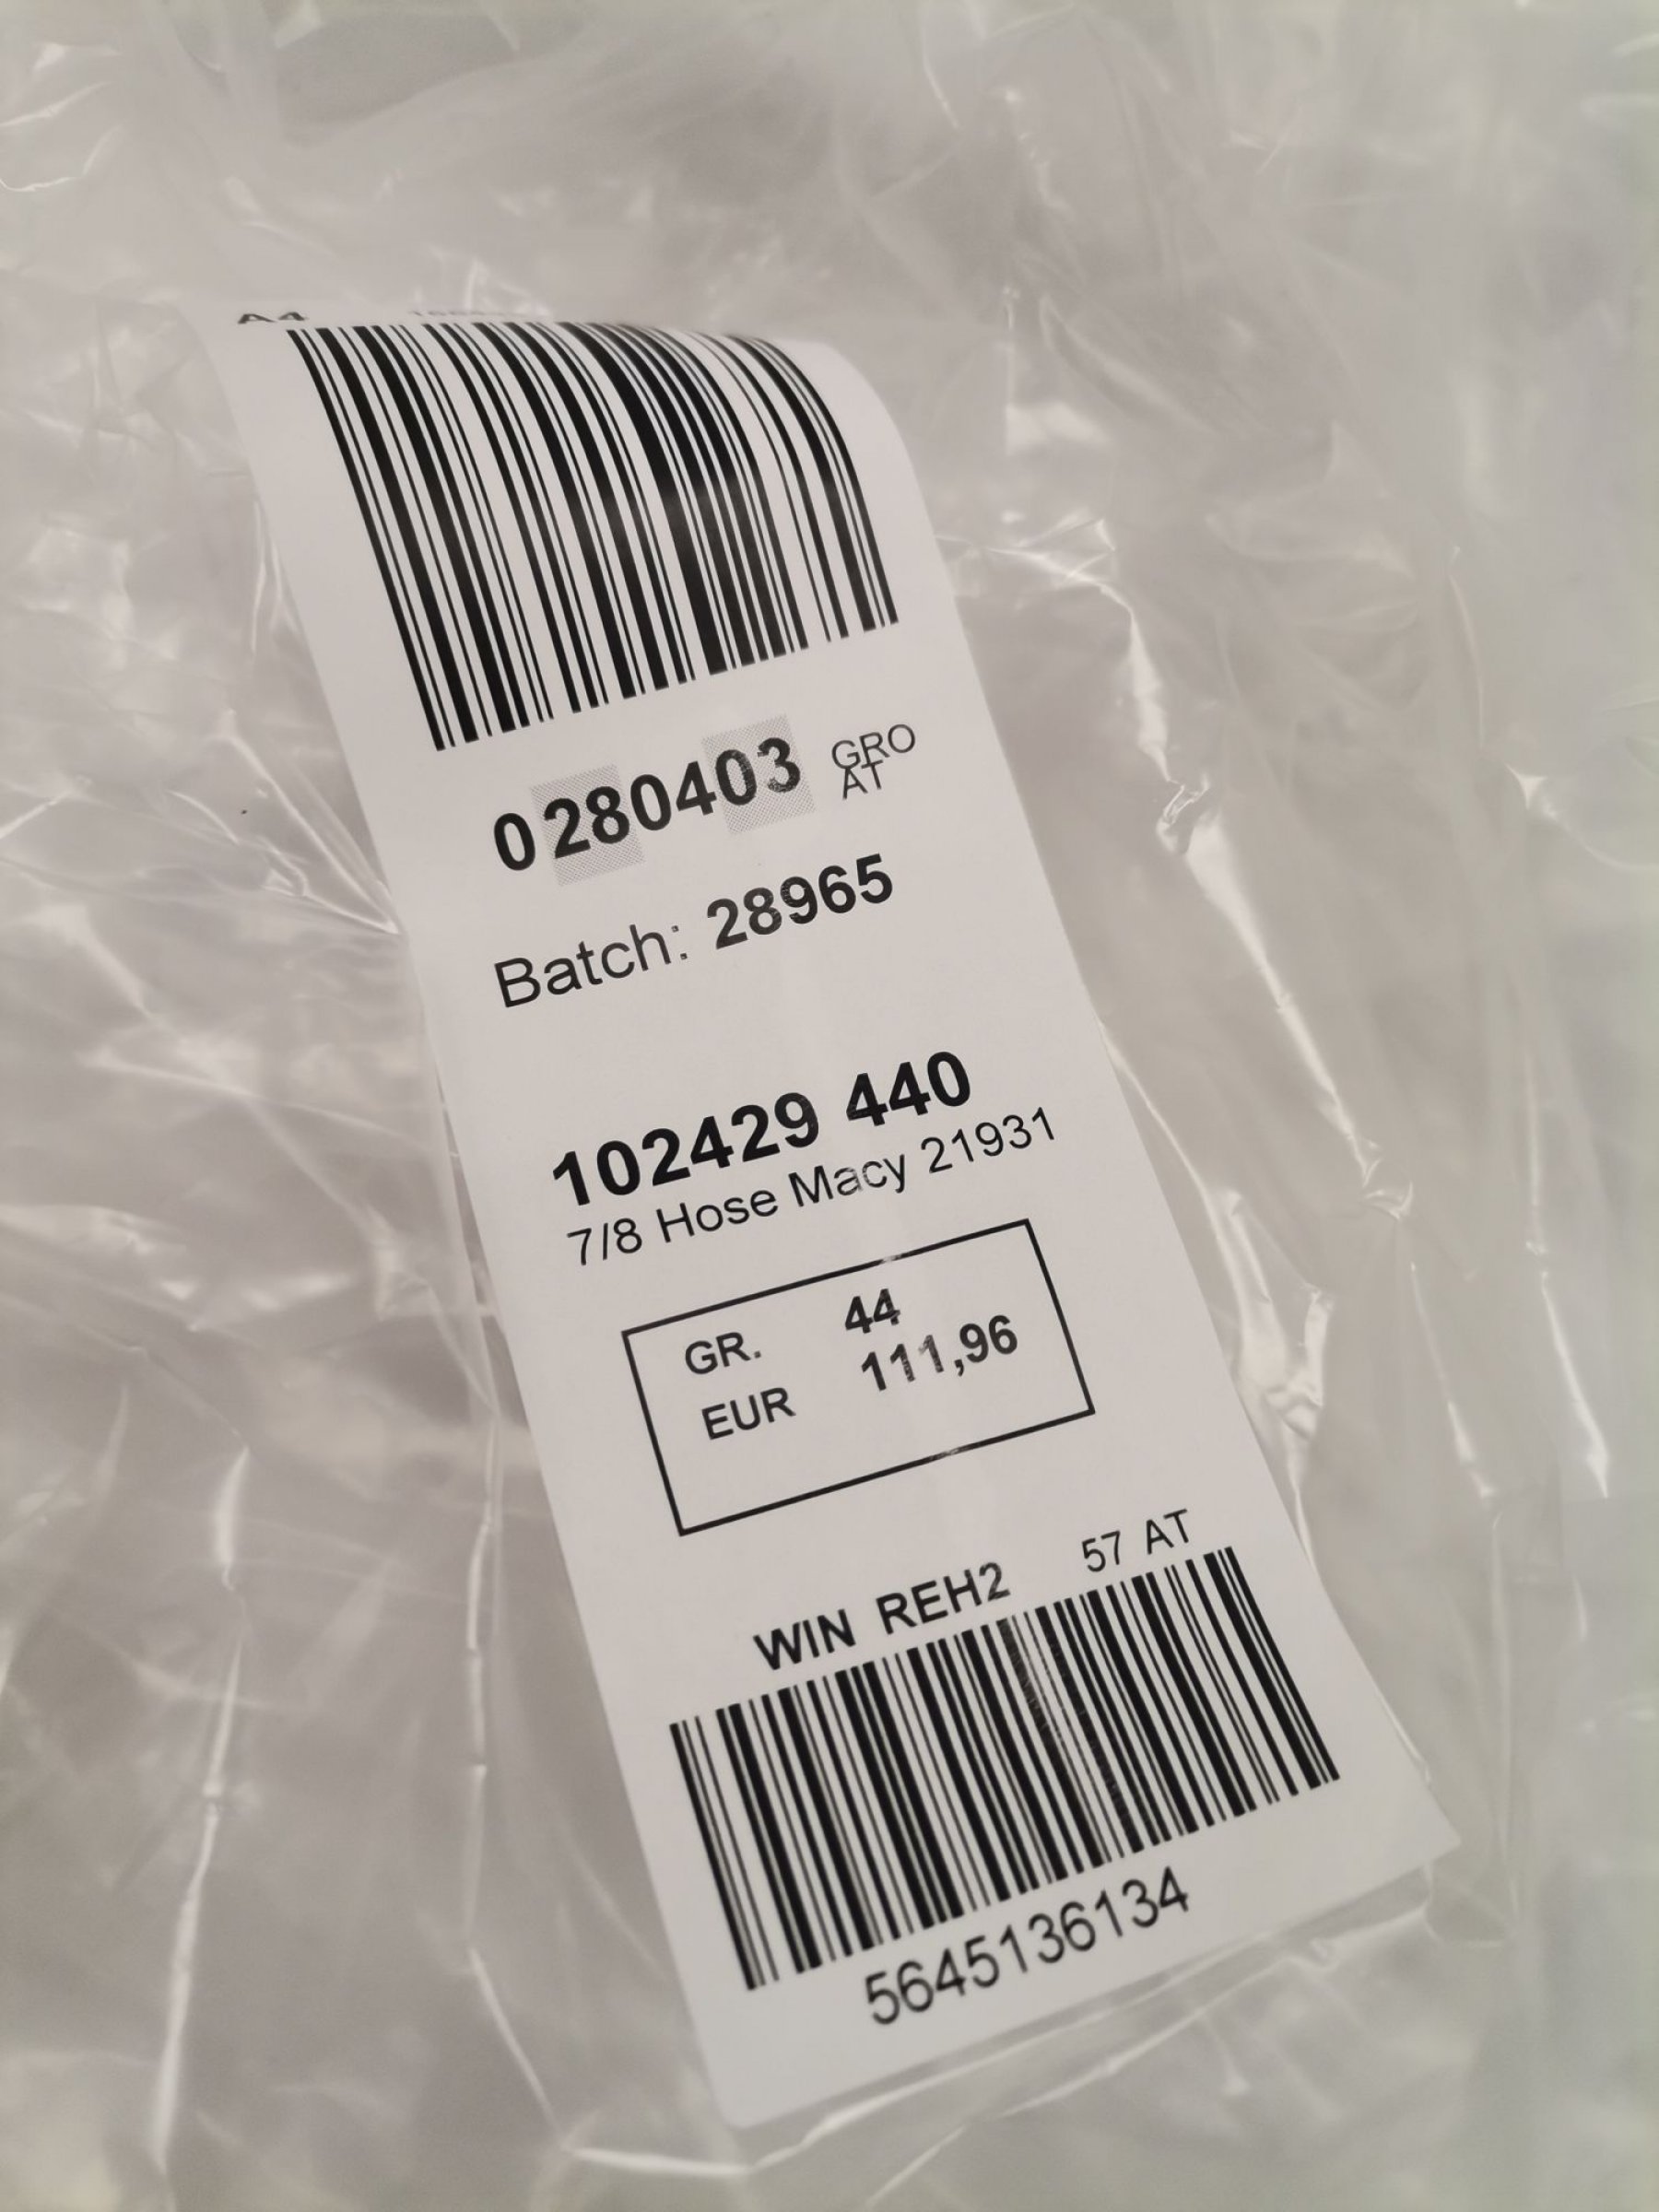 A4
0280403 GRO
AT
Batch: 28965
102429 440
7/8 Hose Macy 21931
GR. 44
EUR 111,96
WIN REH2 57 AT
5645136134